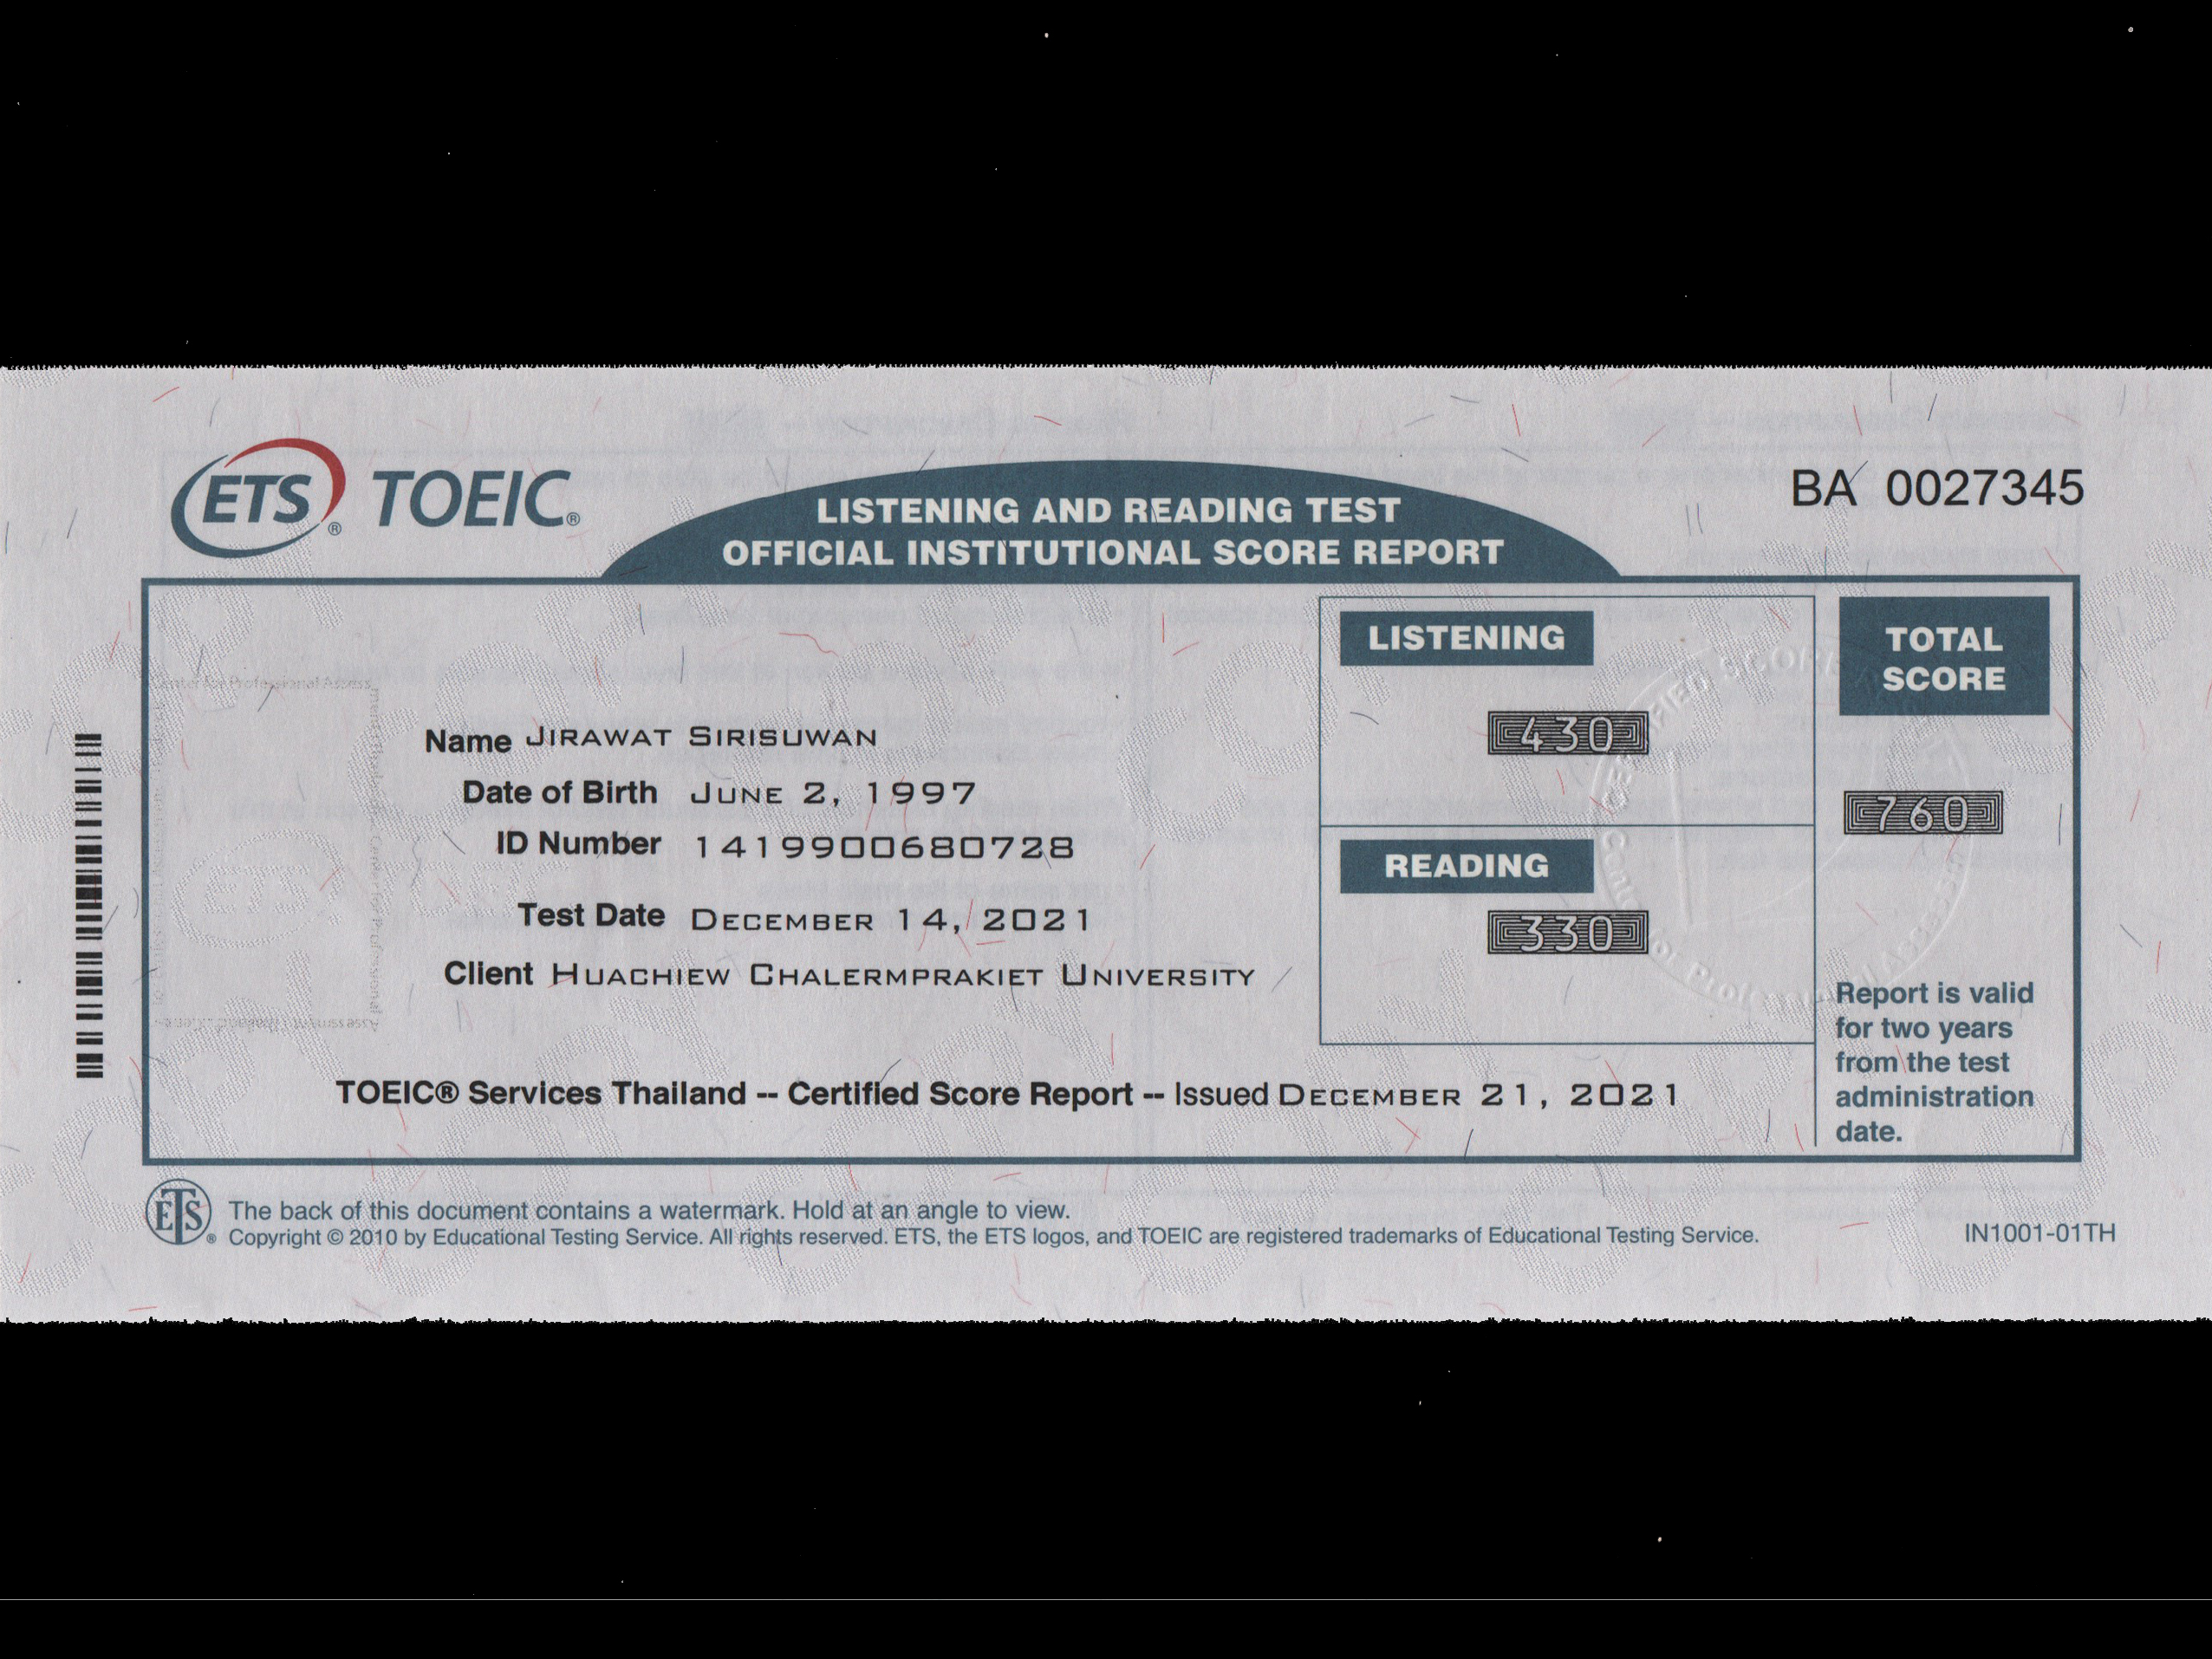 ETS® TOEIC®
LISTENING AND READING TEST
OFFICIAL INSTITUTIONAL SCORE REPORT
BA 0027345
LISTENING
430
READING
330
TOTAL
SCORE
760
Name JIRAWAT SIRISUWAN
Date of Birth JUNE 2, 1997
ID Number 1419900680728
Test Date DECEMBER 14, 2021
Client HUACHIEW CHALERMPRAKIET UNIVERSITY
TOEIC® Services Thailand -- Certified Score Report -- Issued DECEMBER 21, 2021
Report is valid
for two years
from the test
administration
date.
ETS®
The back of this document contains a watermark. Hold at an angle to view.
Copyright © 2010 by Educational Testing Service. All rights reserved. ETS, the ETS logos, and TOEIC are registered trademarks of Educational Testing Service.
IN1001-01TH